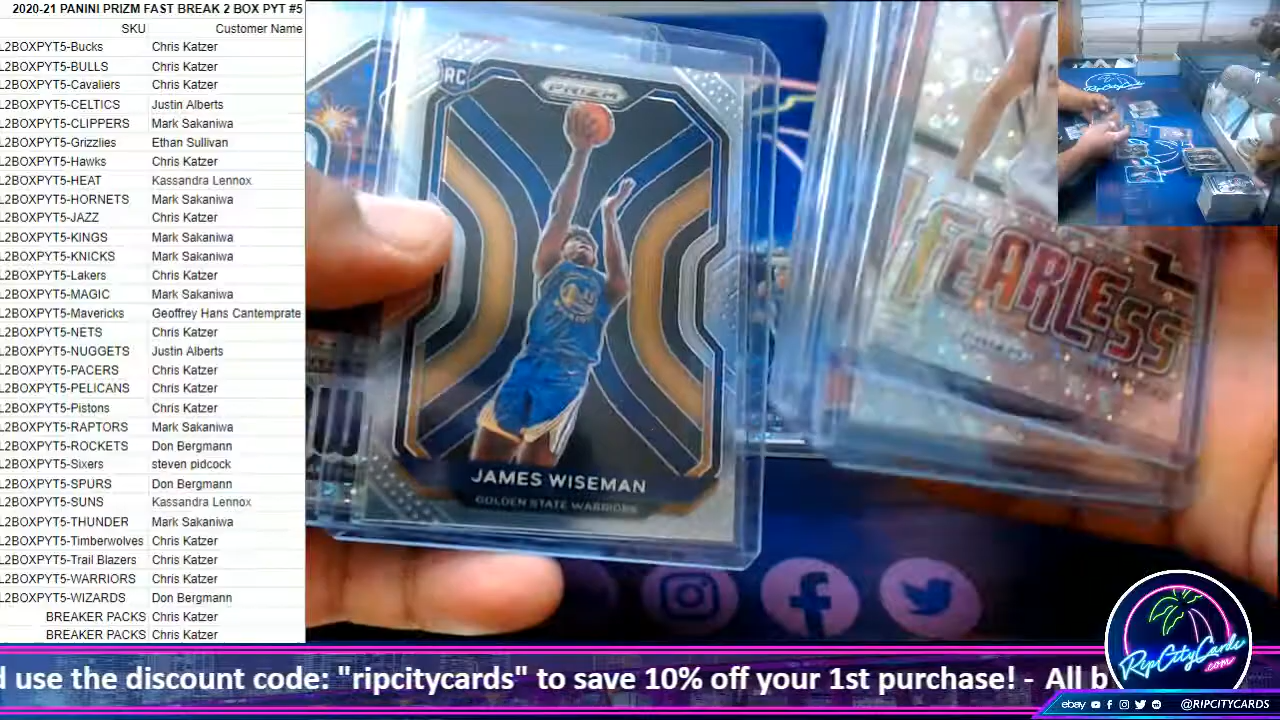 2020-21 PANINI PRIZM FAST BREAK 2 BOX PYT #5
SKU Customer Name
L2BOXPYT5-Bucks Chris Katzer
L2BOXPYT5-BULLS Chris Katzer
L2BOXPYT5-Cavaliers Chris Katzer
L2BOXPYT5-CELTICS Justin Alberts
L2BOXPYT5-CLIPPERS Mark Sakaniwa
L2BOXPYT5-Grizzlies Ethan Sullivan
L2BOXPYT5-Hawks Chris Katzer
L2BOXPYT5-HEAT Kassandra Lennox
L2BOXPYT5-HORNETS Mark Sakaniwa
L2BOXPYT5-JAZZ Chris Katzer
L2BOXPYT5-KINGS Mark Sakaniwa
L2BOXPYT5-KNICKS Mark Sakaniwa
L2BOXPYT5-Lakers Chris Katzer
L2BOXPYT5-MAGIC Mark Sakaniwa
L2BOXPYT5-Mavericks Geoffrey Hans Cantemprate
L2BOXPYT5-NETS Chris Katzer
L2BOXPYT5-NUGGETS Justin Alberts
L2BOXPYT5-PACERS Chris Katzer
L2BOXPYT5-PELICANS Chris Katzer
L2BOXPYT5-Pistons Chris Katzer
L2BOXPYT5-RAPTORS Mark Sakaniwa
L2BOXPYT5-ROCKETS Don Bergmann
L2BOXPYT5-Sixers steven pidcock
L2BOXPYT5-SPURS Don Bergmann
L2BOXPYT5-SUNS Kassandra Lennox
L2BOXPYT5-THUNDER Mark Sakaniwa
L2BOXPYT5-Timberwolves Chris Katzer
L2BOXPYT5-Trail Blazers Chris Katzer
L2BOXPYT5-WARRIORS Chris Katzer
L2BOXPYT5-WIZARDS Don Bergmann
BREAKER PACKS Chris Katzer
BREAKER PACKS Chris Katzer
RC
PRIZM
JAMES WISEMAN
GOLDEN STATE WARRIORS
FEARLESS
d use the discount code: "ripcitycards" to save 10% off your 1st purchase! - All b
RipCityCards
.com
ebay @RIPCITYCARDS